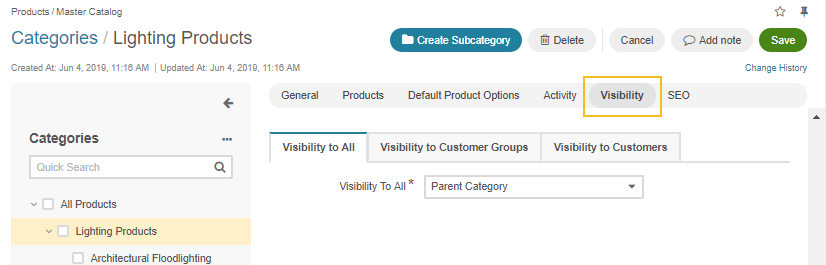 Products / Master Catalog
Categories / Lighting Products
Create Subcategory
Delete
Cancel
Add note
Save
Created At: Jun 4, 2019, 11:16 AM | Updated At: Jun 4, 2019, 11:16 AM
Change History
General
Products
Default Product Options
Activity
Visibility
SEO
Categories
Quick Search
All Products
Lighting Products
Architectural Floodlighting
Visibility to All
Visibility to Customer Groups
Visibility to Customers
Visibility To All *
Parent Category